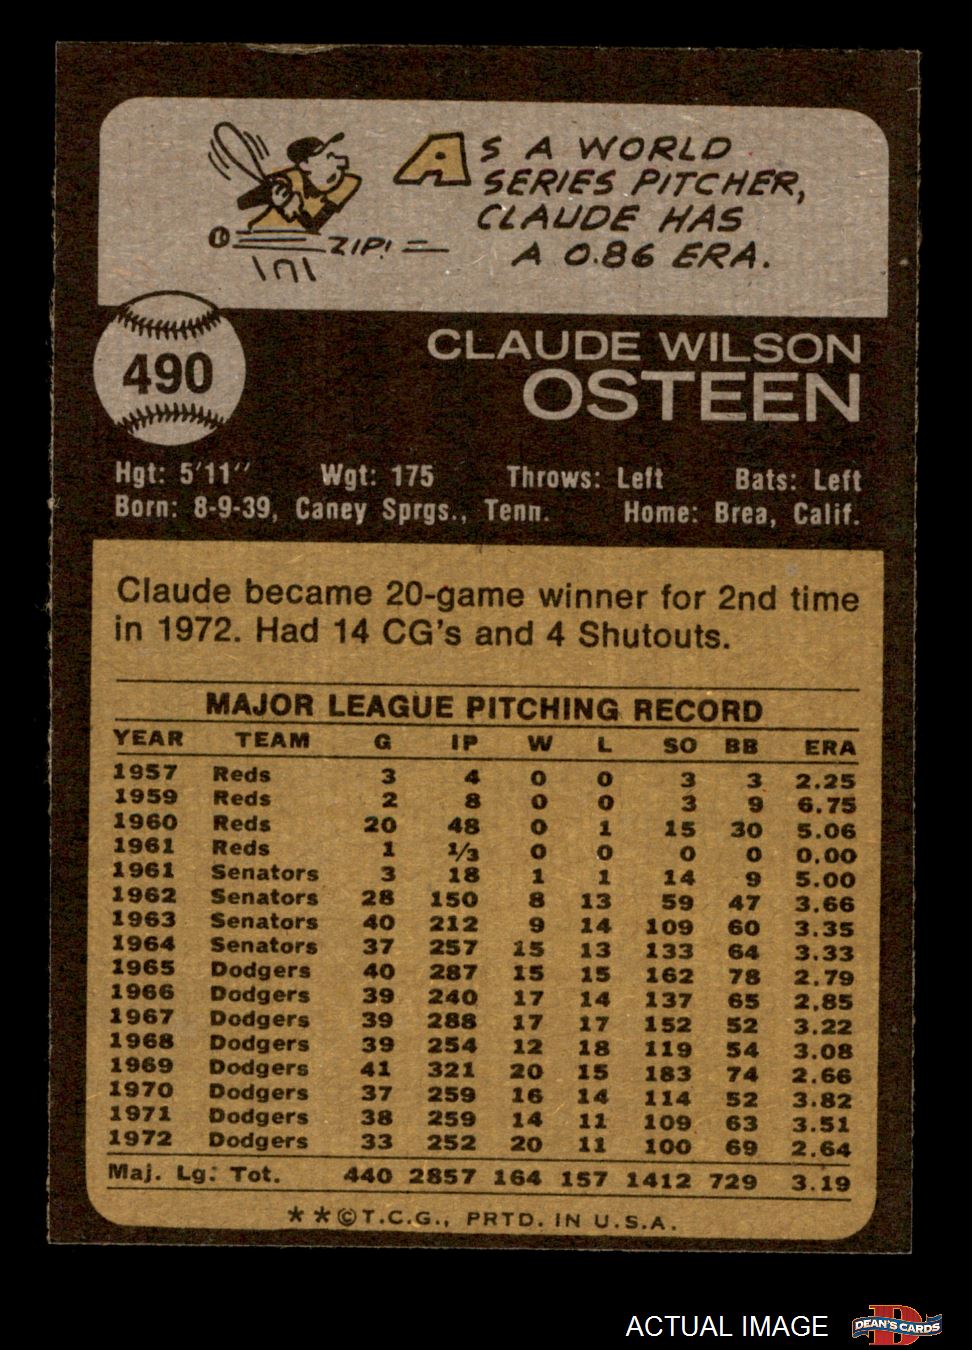 AS A WORLD
SERIES PITCHER,
CLAUDE HAS
A 0.86 ERA.
ZIP!
490
CLAUDE WILSON
OSTEEN
Hgt: 5'11" Wgt: 175 Throws: Left Bats: Left
Born: 8-9-39, Caney Sprgs., Tenn. Home: Brea, Calif.
Claude became 20-game winner for 2nd time
in 1972. Had 14 CG's and 4 Shutouts.
MAJOR LEAGUE PITCHING RECORD
YEAR TEAM G IP W L SO BB ERA
1957 Reds 3 4 0 0 3 3 2.25
1959 Reds 2 8 0 0 3 9 6.75
1960 Reds 20 48 0 1 15 30 5.06
1961 Reds 1 1/3 0 0 0 0 0.00
1961 Senators 3 18 1 1 14 9 5.00
1962 Senators 28 150 8 13 59 47 3.66
1963 Senators 40 212 9 14 109 60 3.35
1964 Senators 37 257 15 13 133 64 3.33
1965 Dodgers 40 287 15 15 162 78 2.79
1966 Dodgers 39 240 17 14 137 65 2.85
1967 Dodgers 39 288 17 17 152 52 3.22
1968 Dodgers 39 254 12 18 119 54 3.08
1969 Dodgers 41 321 20 15 183 74 2.66
1970 Dodgers 37 259 16 14 114 52 3.82
1971 Dodgers 38 259 14 11 109 63 3.51
1972 Dodgers 33 252 20 11 100 69 2.64
Maj. Lg. Tot. 440 2857 164 157 1412 729 3.19
**©T.C.G., PRTD. IN U.S.A.
ACTUAL IMAGE
D
DEAN'S CARDS